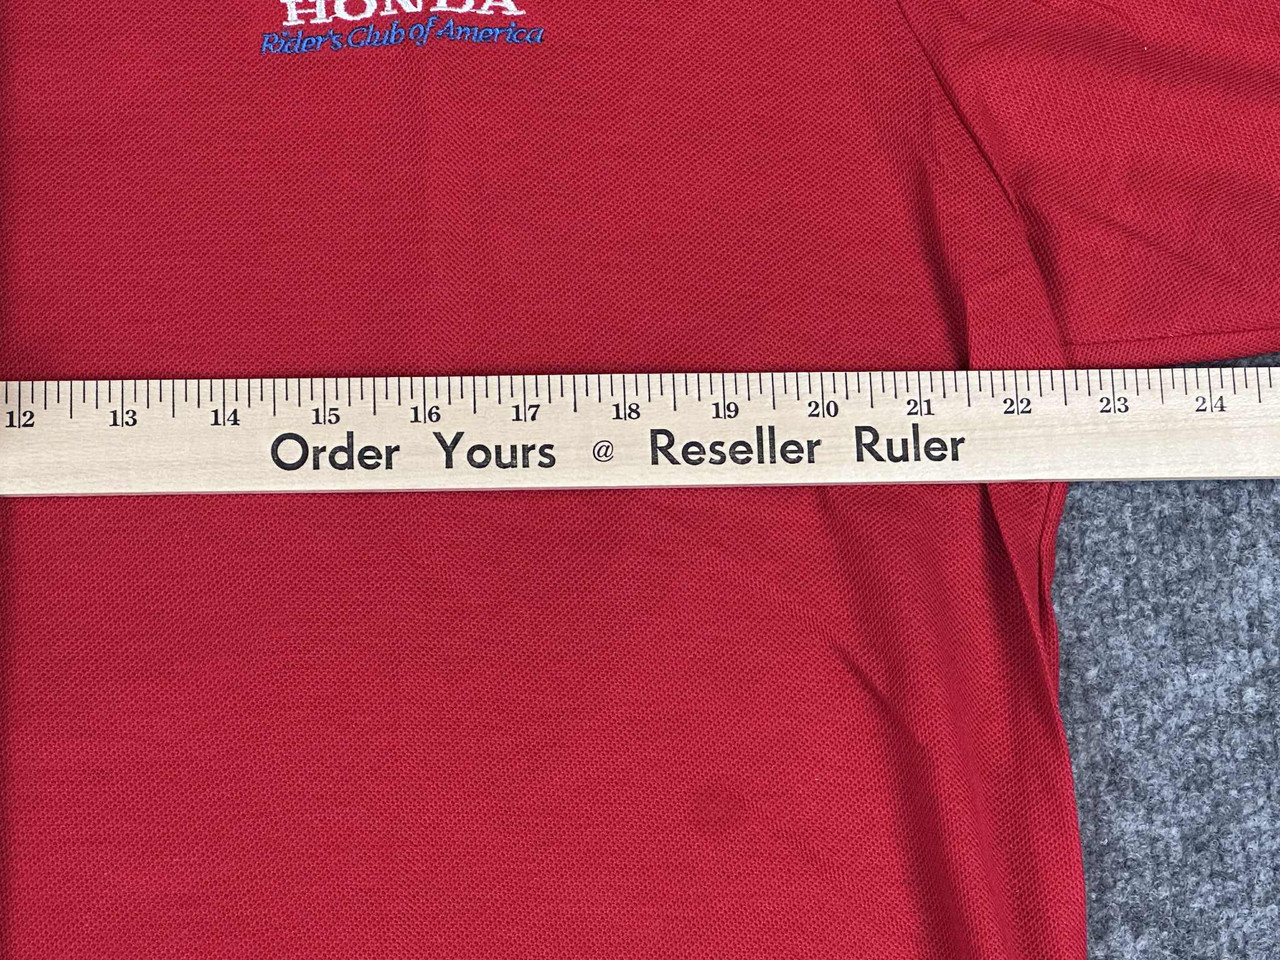 HONDA
Rider's Club of America
12 13 14 15 16 17 18 19 20 21 22 23 24
Order Yours @ Reseller Ruler